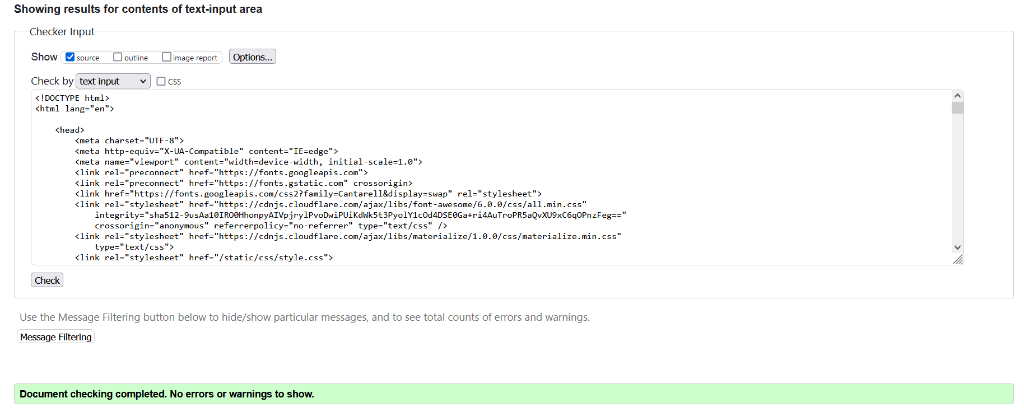 Showing results for contents of text-input area
Checker Input
Show source outline image report Options...
Check by text input CSS
<!DOCTYPE html>
<html lang="en">
<head>
<meta charset="UTF-8">
<meta http-equiv="X-UA-Compatible" content="IE=edge">
<meta name="viewport" content="width=device-width, initial-scale=1.0">
<link rel="preconnect" href="https://fonts.googleapis.com">
<link rel="preconnect" href="https://fonts.gstatic.com" crossorigin>
<link href="https://fonts.googleapis.com/css2?family=Cantarell&display=swap" rel="stylesheet">
<link rel="stylesheet" href="https://cdnjs.cloudflare.com/ajax/libs/font-awesome/6.0.0/css/all.min.css"
crossorigin="anonymous" referrerpolicy="no-referrer" type="text/css" />
<link rel="stylesheet" href="https://cdnjs.cloudflare.com/ajax/libs/materialize/1.0.0/css/materialize.min.css"
type="text/css">
<link rel="stylesheet" href="/static/css/style.css">
Check
Use the Message Filtering button below to hide/show particular messages, and to see total counts of errors and warnings.
Message Filtering
Document checking completed. No errors or warnings to show.